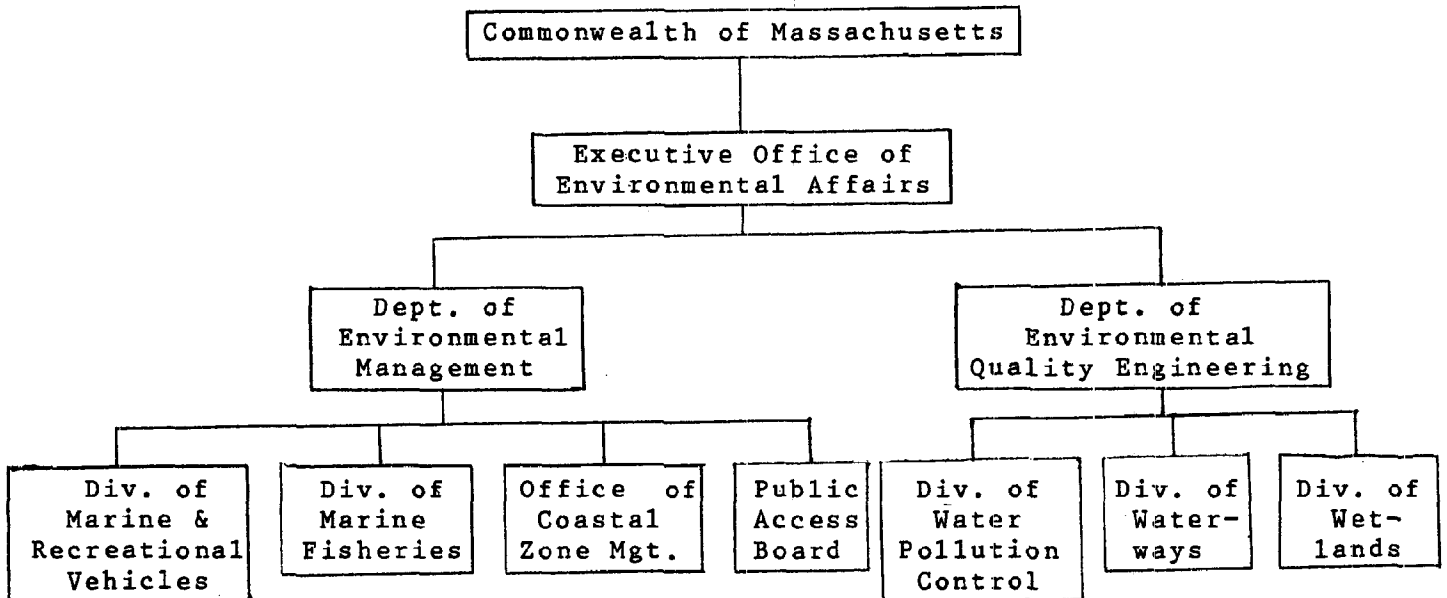 Commonwealth of Massachusetts
Executive Office of
Environmental Affairs
Dept. of
Environmental
Management
Dept. of
Environmental
Quality Engineering
Div. of
Marine &
Recreational
Vehicles
Div. of
Marine
Fisheries
Office of
Coastal
Zone Mgt.
Public
Access
Board
Div. of
Water
Pollution
Control
Div. of
Water-
ways
Div. of
Wet-
lands